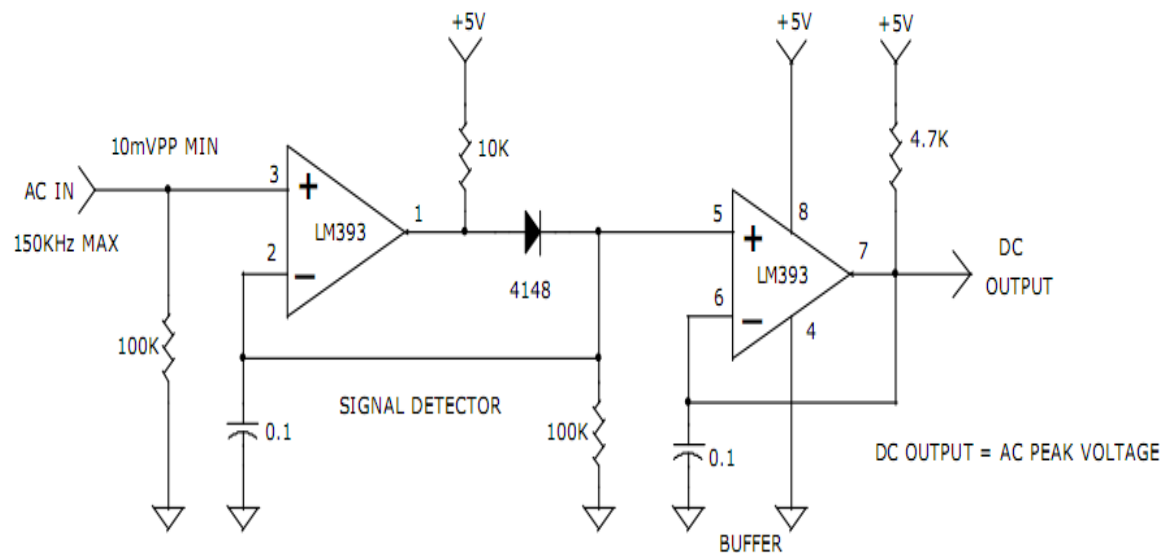 +5V
+5V
+5V
10mVPP MIN
10K
4.7K
AC IN
3
+
1
5
+
8
7
DC
OUTPUT
150KHz MAX
2
LM393
−
4148
LM393
6
−
4
100K
SIGNAL DETECTOR
0.1
100K
0.1
DC OUTPUT = AC PEAK VOLTAGE
BUFFER